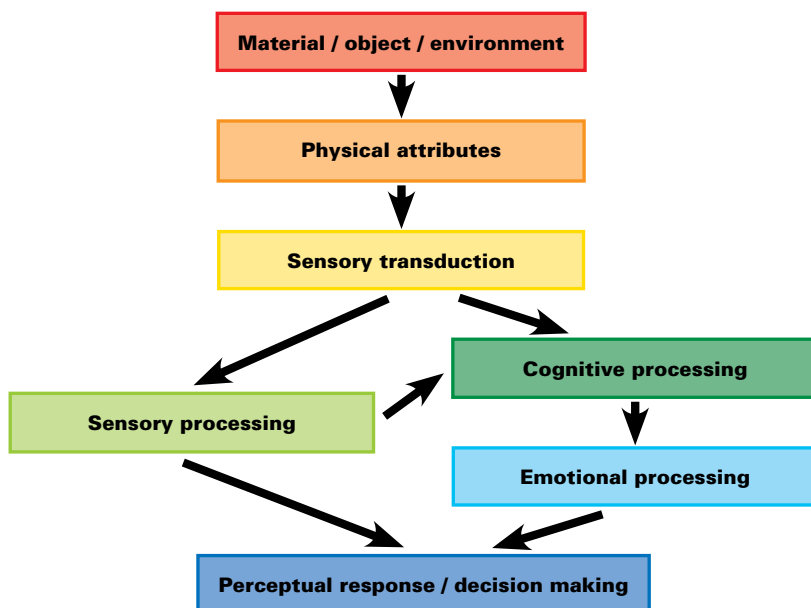 Material / object / environment
Physical attributes
Sensory transduction
Cognitive processing
Sensory processing
Emotional processing
Perceptual response / decision making